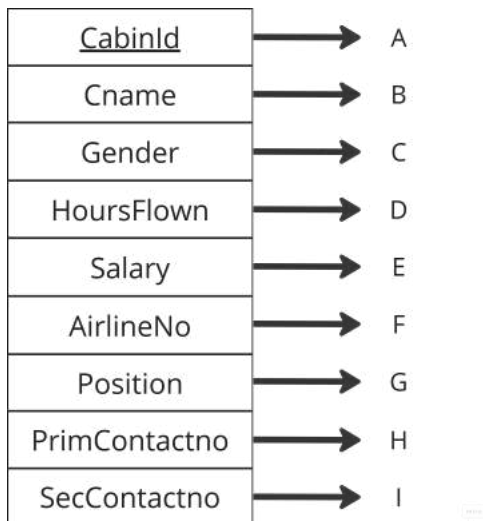 CabinId A
Cname B
Gender C
HoursFlown D
Salary E
AirlineNo F
Position G
PrimContactno H
SecContactno I